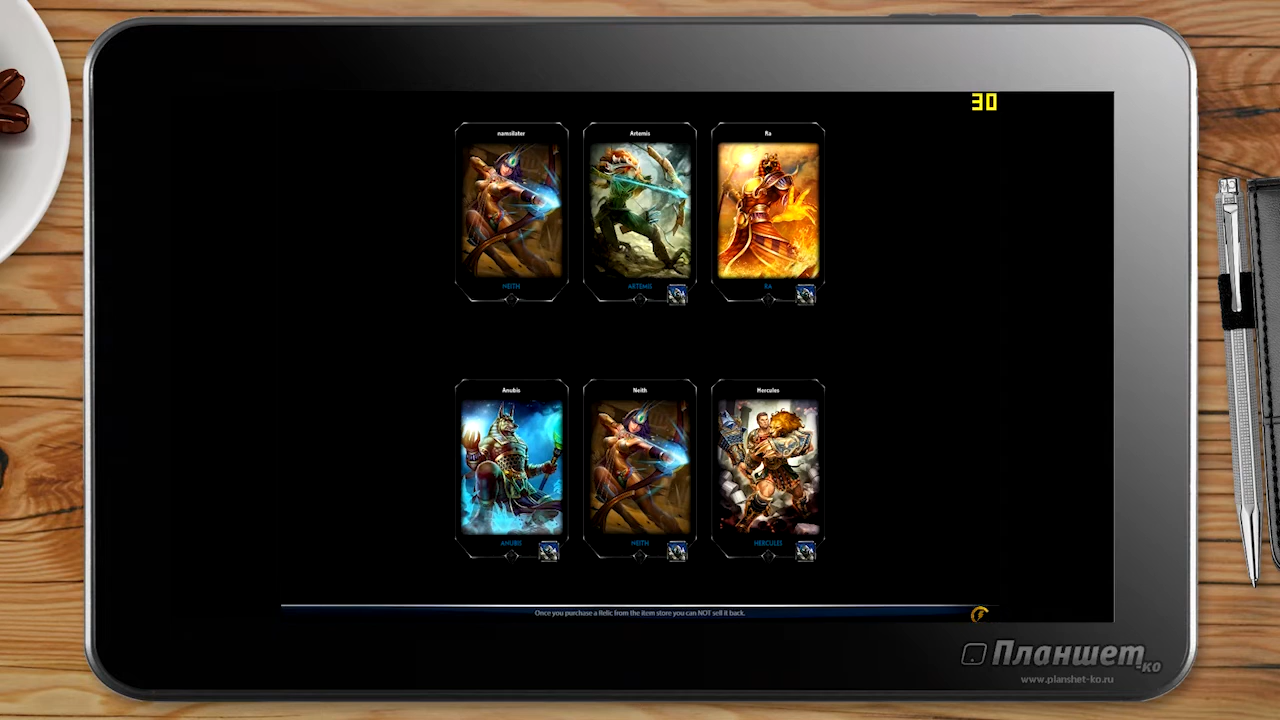 30
namsilater
Artemis
Ra
NEITH
ARTEMIS
RA
Anubis
Neith
Hercules
ANUBIS
NEITH
HERCULES
Once you purchase a Relic from the item store you can NOT sell it back.
Планшет-ко
www.planshet-ko.ru